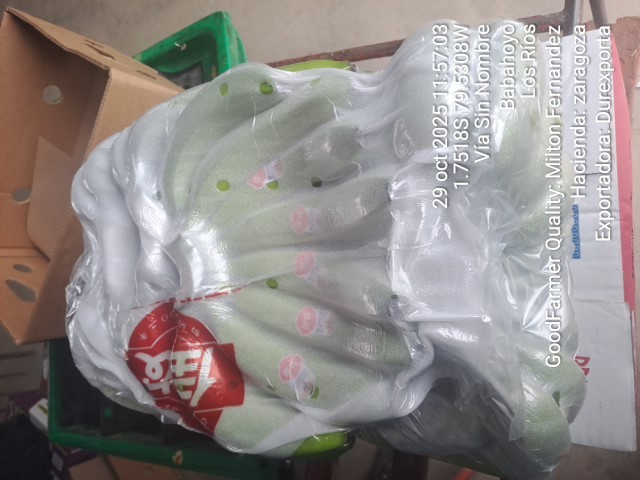 29 oct 2025 11:57:03
1.7518S 79.5308W
Vía Sin Nombre
Babahoyo
Los Ríos
GoodFarmer Quality: Milton Fernandez
Hacienda: zaragoza
Exportadora: Durexporta